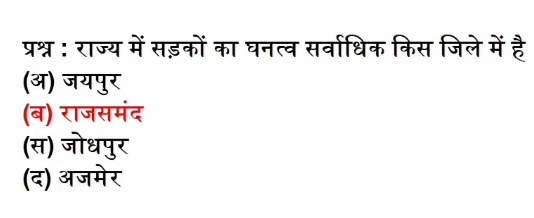 प्रश्न : राज्य में सड़कों का घनत्व सर्वाधिक किस जिले में है
(अ) जयपुर
(ब) राजसमंद
(स) जोधपुर
(द) अजमेर